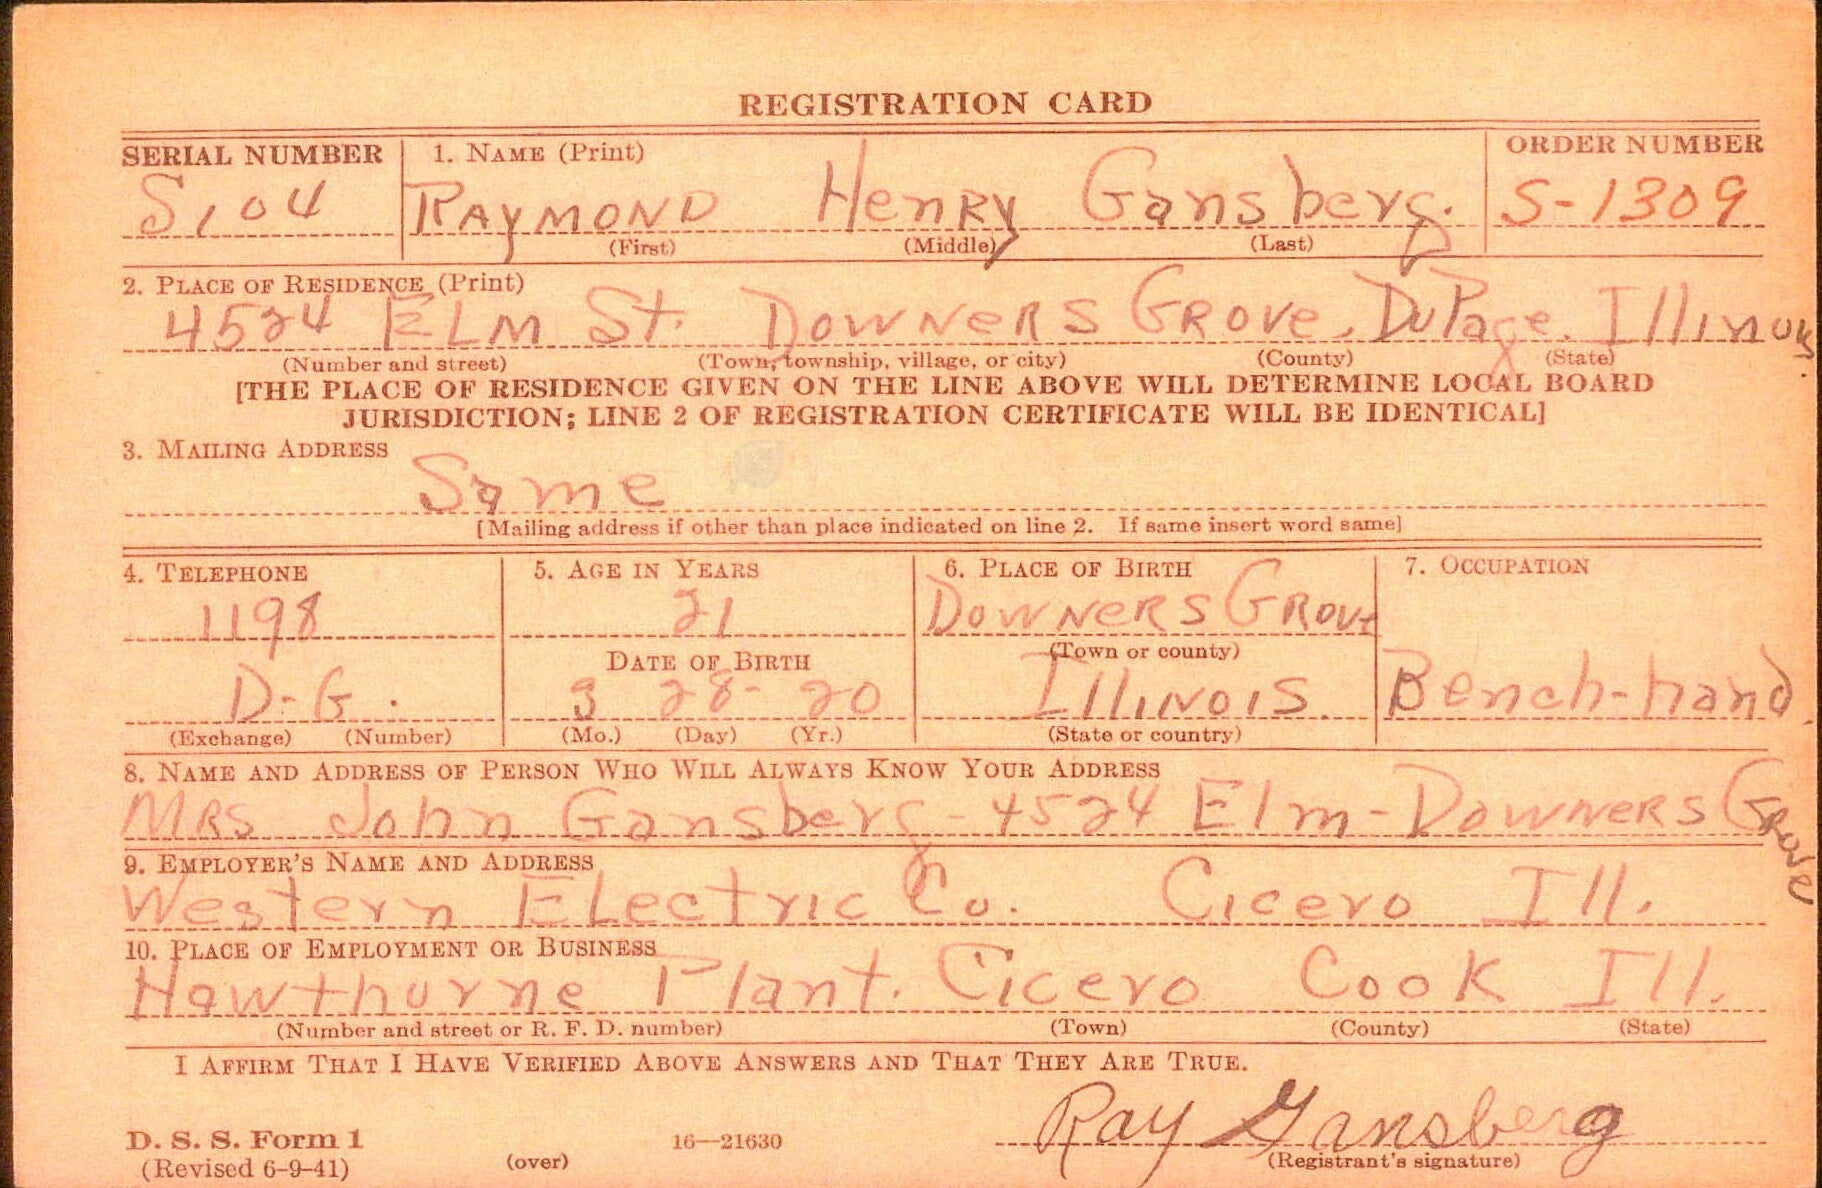 REGISTRATION CARD
SERIAL NUMBER 1. NAME (Print) ORDER NUMBER
S104 RAYMOND HENRY Gansberg. S-1309
(First) (Middle) (Last)
2. PLACE OF RESIDENCE (Print)
4524 ELM St. DOWNERS GROVE. DuPage. Illinois.
(Number and street) (Town, township, village, or city) (County) (State)
[THE PLACE OF RESIDENCE GIVEN ON THE LINE ABOVE WILL DETERMINE LOCAL BOARD
JURISDICTION; LINE 2 OF REGISTRATION CERTIFICATE WILL BE IDENTICAL]
3. MAILING ADDRESS
Same
[Mailing address if other than place indicated on line 2. If same insert word same]
4. TELEPHONE 5. AGE IN YEARS 6. PLACE OF BIRTH 7. OCCUPATION
1198 21 DOWNERS GROVE
DATE OF BIRTH (Town or county)
D-G. 3 28-20 ILLINOIS. Bench-hand.
(Exchange) (Number) (Mo.) (Day) (Yr.) (State or country)
8. NAME AND ADDRESS OF PERSON WHO WILL ALWAYS KNOW YOUR ADDRESS
MRS John Gansberg - 4524 Elm - DOWNERS GROVE
9. EMPLOYER'S NAME AND ADDRESS
Western Electric Co. Cicero Ill.
10. PLACE OF EMPLOYMENT OR BUSINESS
Hawthorne Plant. Cicero Cook Ill.
(Number and street or R. F. D. number) (Town) (County) (State)
I AFFIRM THAT I HAVE VERIFIED ABOVE ANSWERS AND THAT THEY ARE TRUE.
Ray Gansberg
D. S. S. Form 1 16—21630
(Revised 6-9-41) (over) (Registrant's signature)